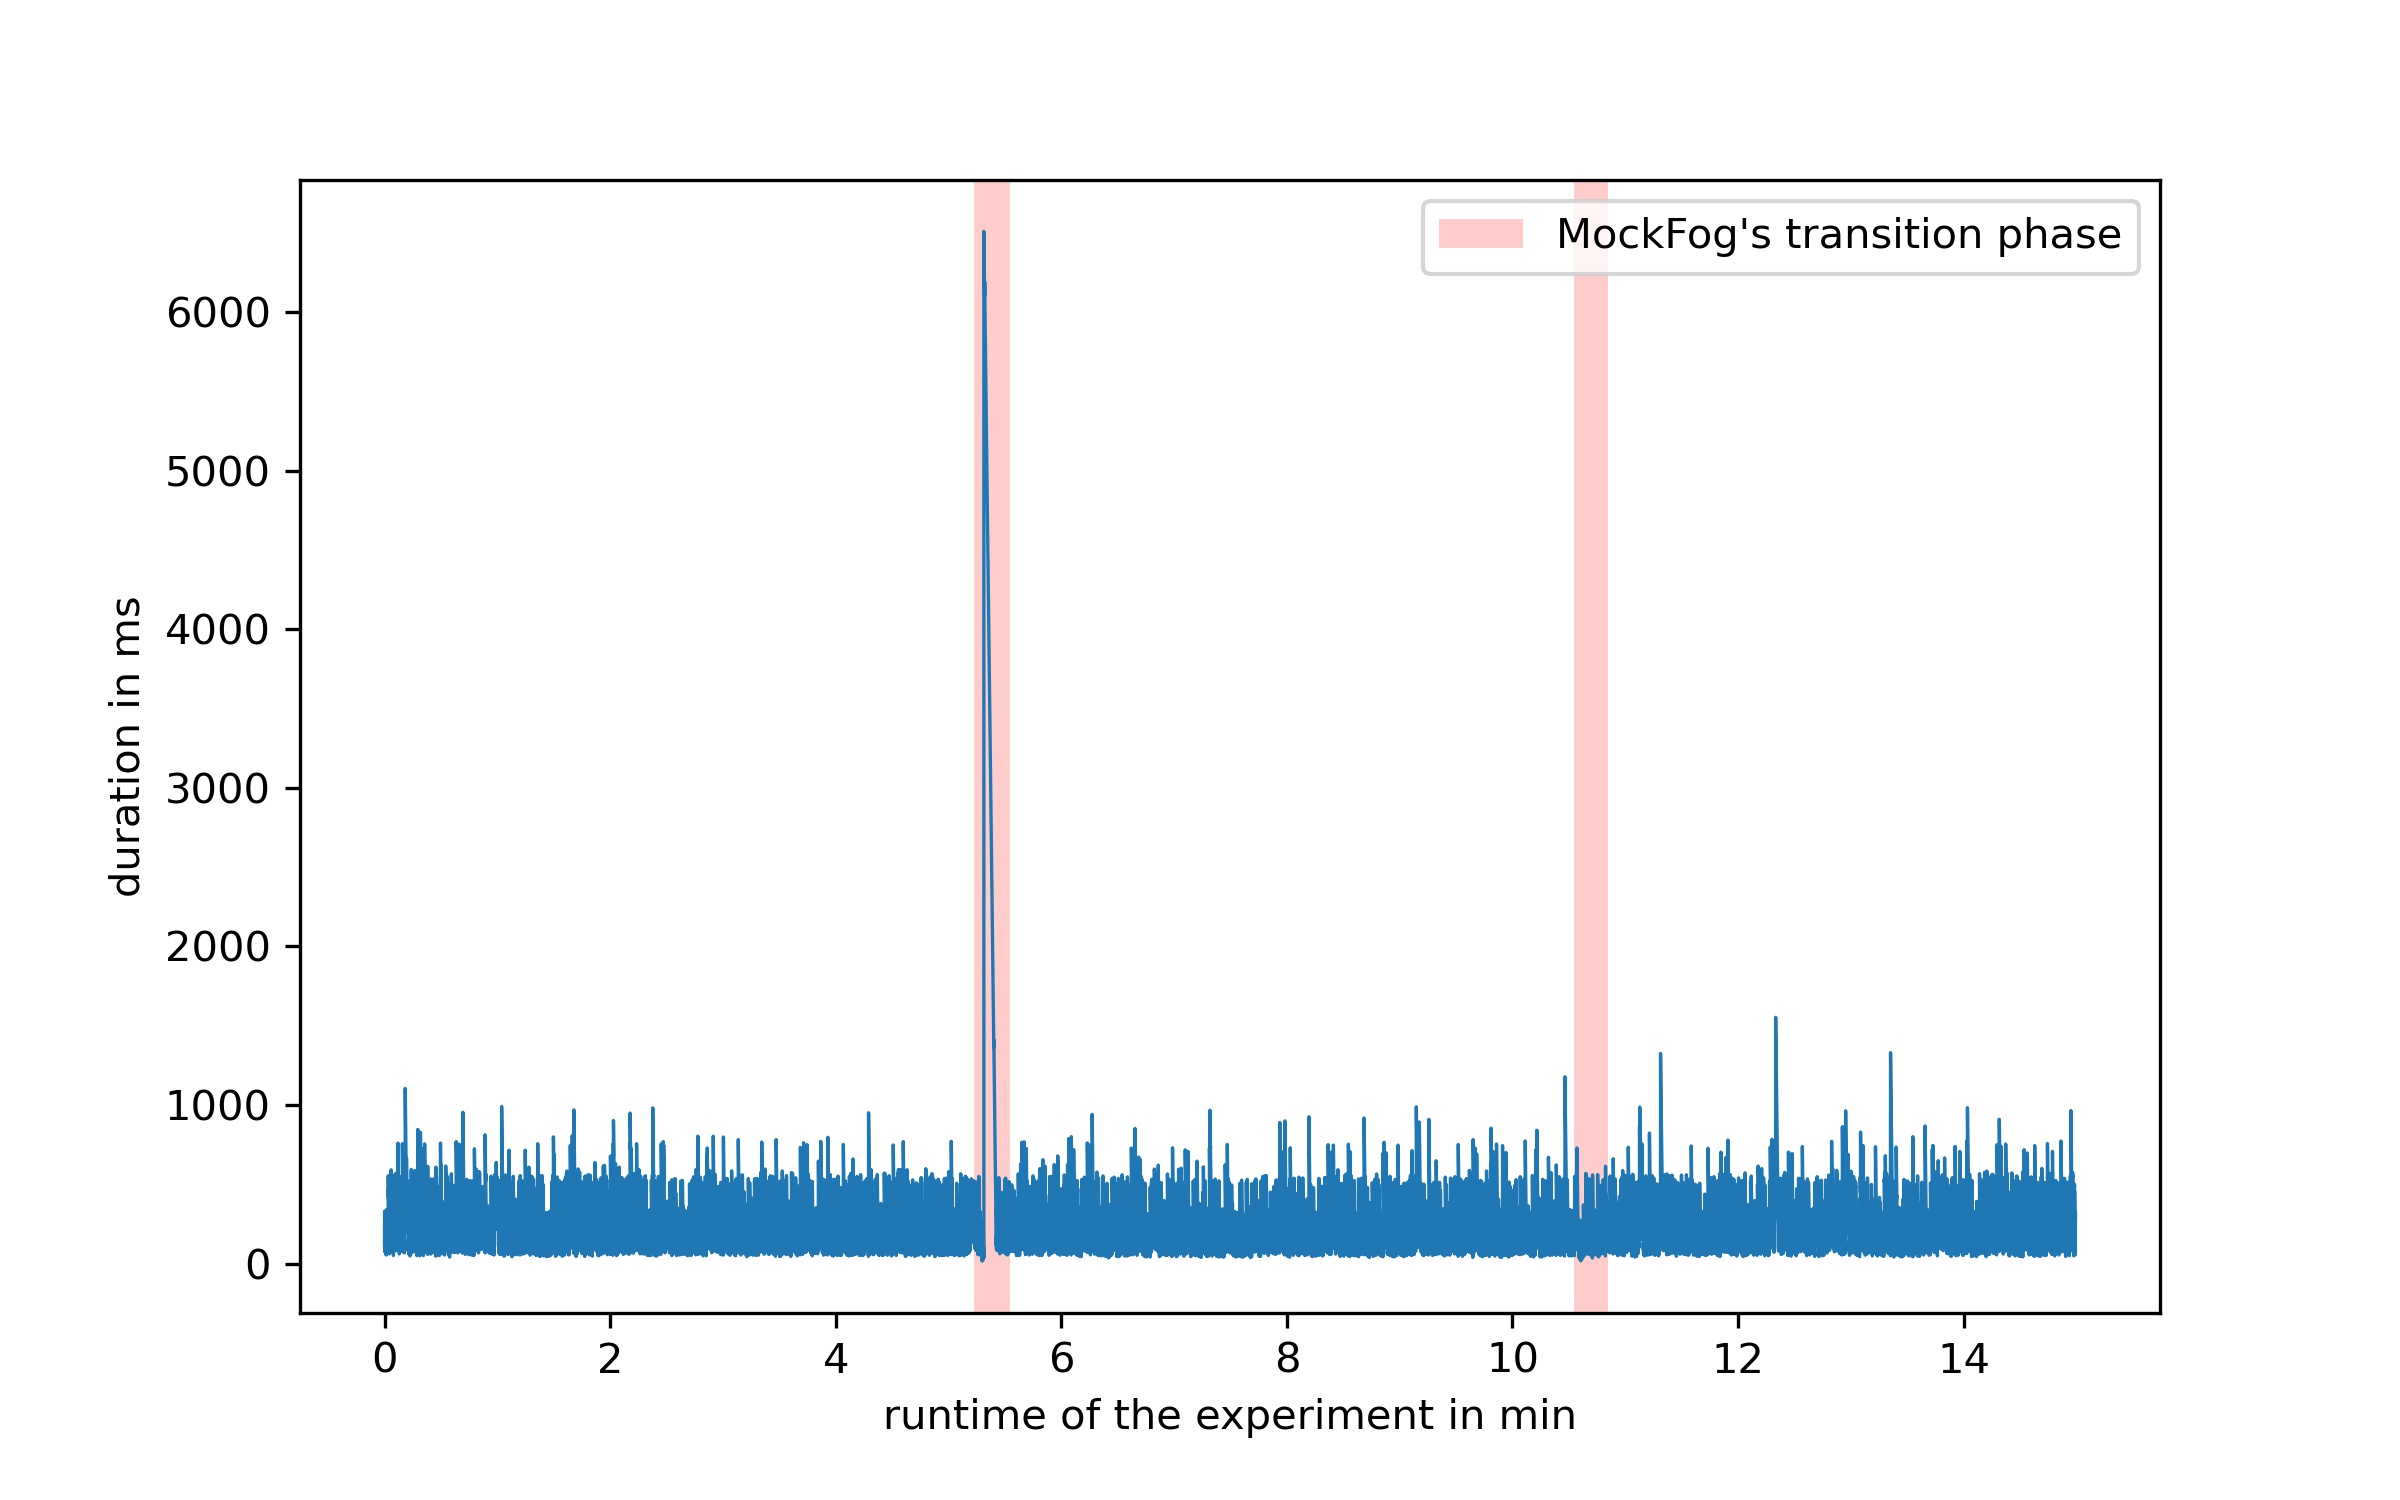 MockFog's transition phase
6000
5000
4000
3000
2000
1000
0
duration in ms
0 2 4 6 8 10 12 14
runtime of the experiment in min